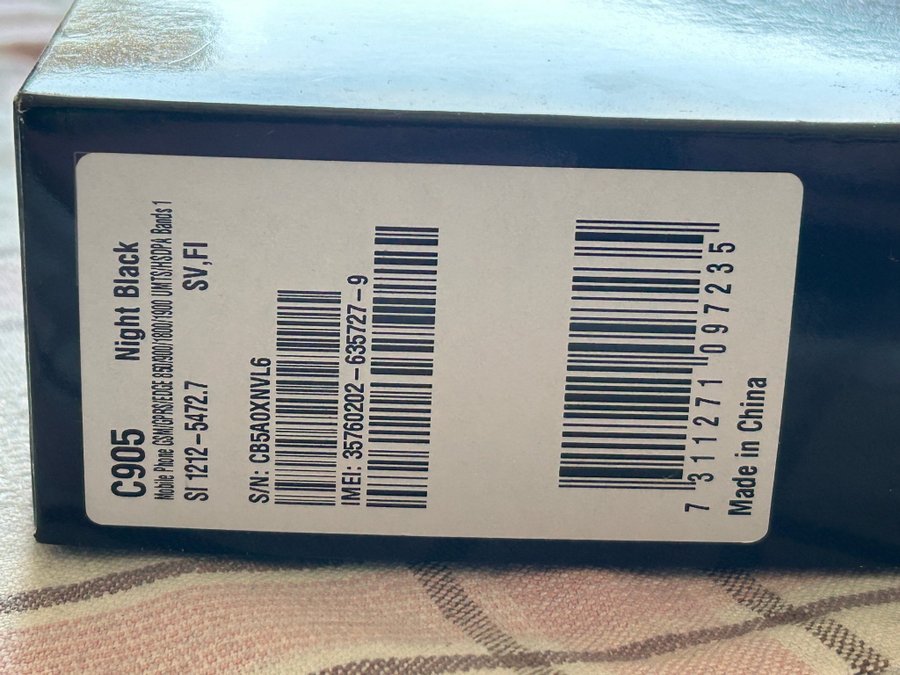 C905 Night Black
Mobile Phone GSM/GPRS/EDGE 850/900/1800/1900 UMTS/HSDPA Bands 1
SI 1212-5472.7 SV,FI
S/N: CB5A0XNVL6
IMEI: 35760202-635727-9
7 311271 097235
Made in China